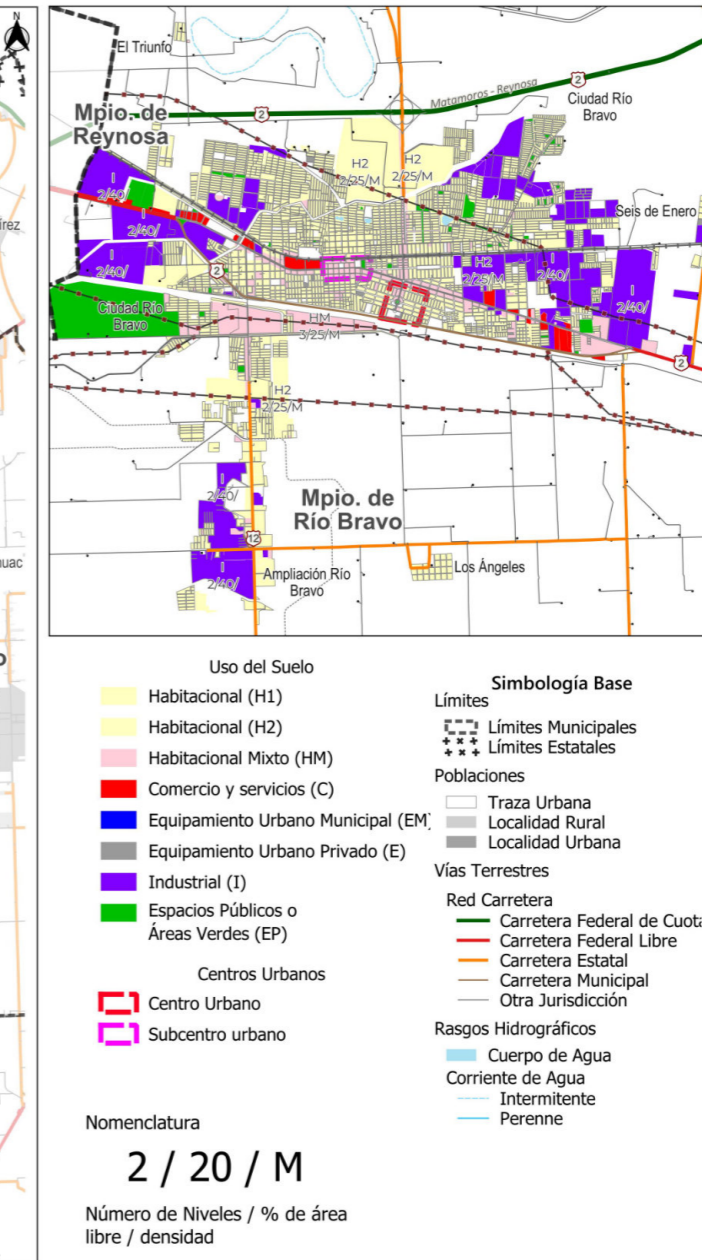 N
El Triunfo
2
Matamoros - Reynosa
Ciudad Río
Bravo
Mpio. de
Reynosa
2
H2
2/25/M
H2
2/25/M
I
2/40/
I
2/40/
I
2/40/
Seis de Enero
2
H2
2/25/M
I
2/40/
I
2/40/
Ciudad Río
Bravo
HM
3/25/M
2
H2
2/25/M
I
2/40/
Mpio. de
Río Bravo
12
I
2/40/
Ampliación Río
Bravo
Los Ángeles
Uso del Suelo
Habitacional (H1)
Habitacional (H2)
Habitacional Mixto (HM)
Comercio y servicios (C)
Equipamiento Urbano Municipal (EM)
Equipamiento Urbano Privado (E)
Industrial (I)
Espacios Públicos o
Áreas Verdes (EP)
Centros Urbanos
Centro Urbano
Subcentro urbano
Nomenclatura
2 / 20 / M
Número de Niveles / % de área
libre / densidad
Simbología Base
Límites
Límites Municipales
Límites Estatales
Poblaciones
Traza Urbana
Localidad Rural
Localidad Urbana
Vías Terrestres
Red Carretera
Carretera Federal de Cuota
Carretera Federal Libre
Carretera Estatal
Carretera Municipal
Otra Jurisdicción
Rasgos Hidrográficos
Cuerpo de Agua
Corriente de Agua
Intermitente
Perenne